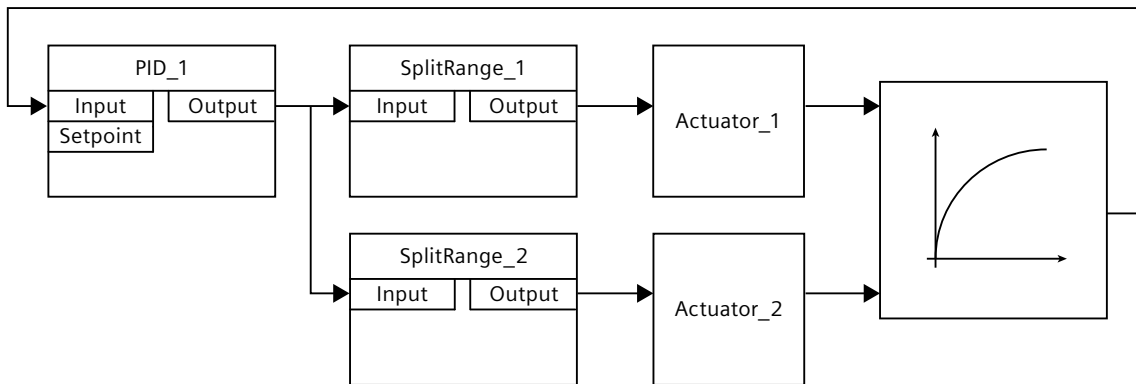 PID_1
Input
Output
Setpoint
SplitRange_1
Input
Output
Actuator_1
SplitRange_2
Input
Output
Actuator_2